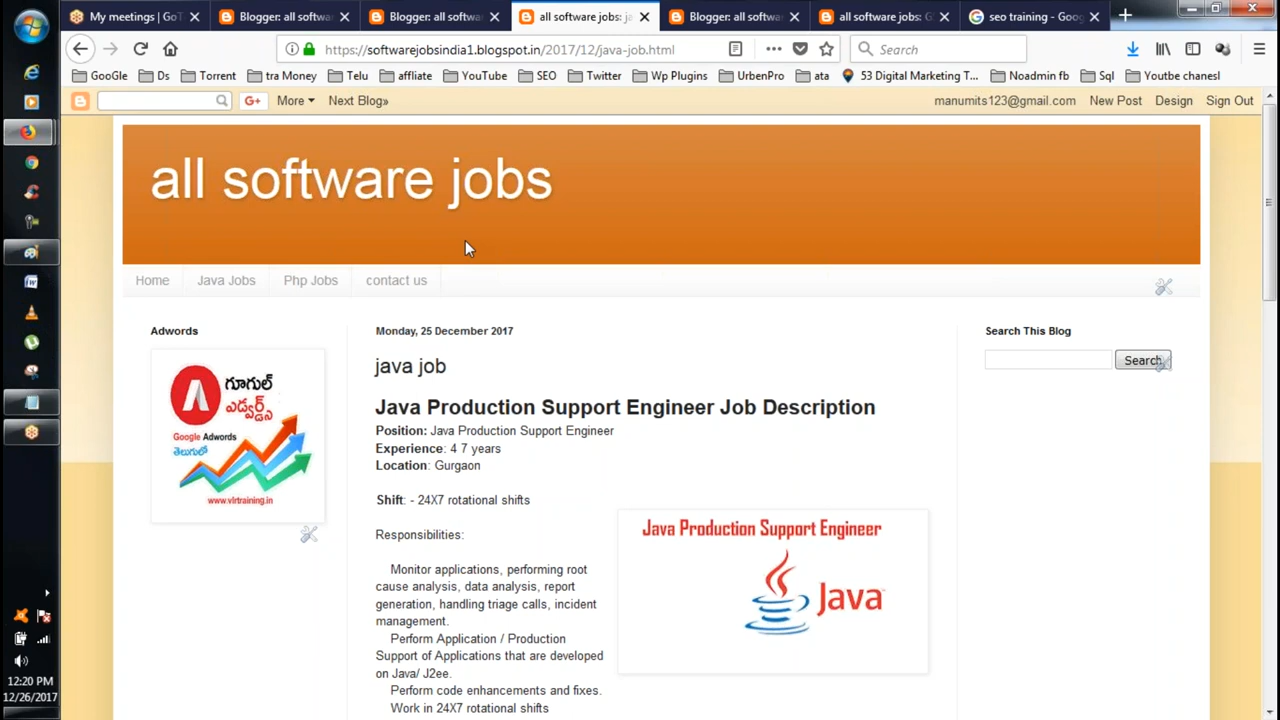 My meetings | GoT
Blogger: all softwa
Blogger: all softwa
all software jobs: ja
Blogger: all softwa
all software jobs: G
seo training - Goog
https://softwarejobsindia1.blogspot.in/2017/12/java-job.html
Search
GooGle
Ds
Torrent
tra Money
Telu
affliate
YouTube
SEO
Twitter
Wp Plugins
UrbenPro
ata
53 Digital Marketing T...
Noadmin fb
Sql
Youtbe chanesl
G+
More
Next Blog»
manumits123@gmail.com
New Post
Design
Sign Out
all software jobs
Home
Java Jobs
Php Jobs
contact us
Adwords
గూగుల్
ఎడ్వర్డ్స్
Google Adwords
తెలుగులో
www.vlrtraining.in
Monday, 25 December 2017
java job
Java Production Support Engineer Job Description
Position: Java Production Support Engineer
Experience: 4 7 years
Location: Gurgaon
Shift: - 24X7 rotational shifts
Responsibilities:
Monitor applications, performing root
cause analysis, data analysis, report
generation, handling triage calls, incident
management.
Perform Application / Production
Support of Applications that are developed
on Java/ J2ee.
Perform code enhancements and fixes.
Work in 24X7 rotational shifts
Java Production Support Engineer
Java
Search This Blog
Search
12:20 PM
12/26/2017